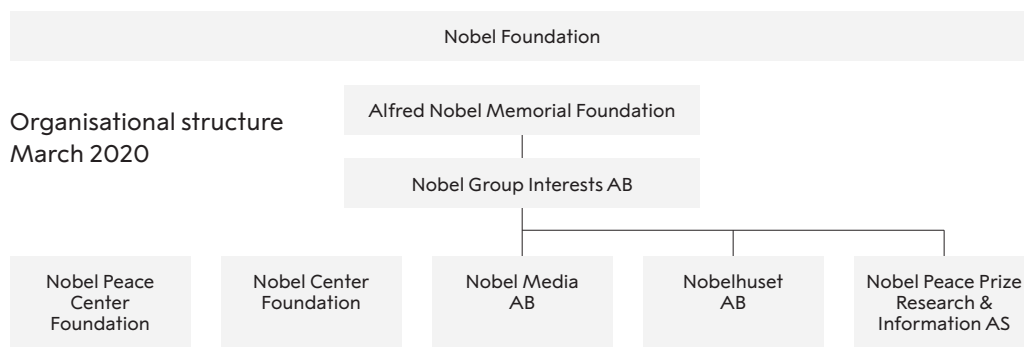 Nobel Foundation
Organisational structure
March 2020
Alfred Nobel Memorial Foundation
Nobel Group Interests AB
Nobel Peace
Center
Foundation
Nobel Center
Foundation
Nobel Media
AB
Nobelhuset
AB
Nobel Peace Prize
Research &
Information AS